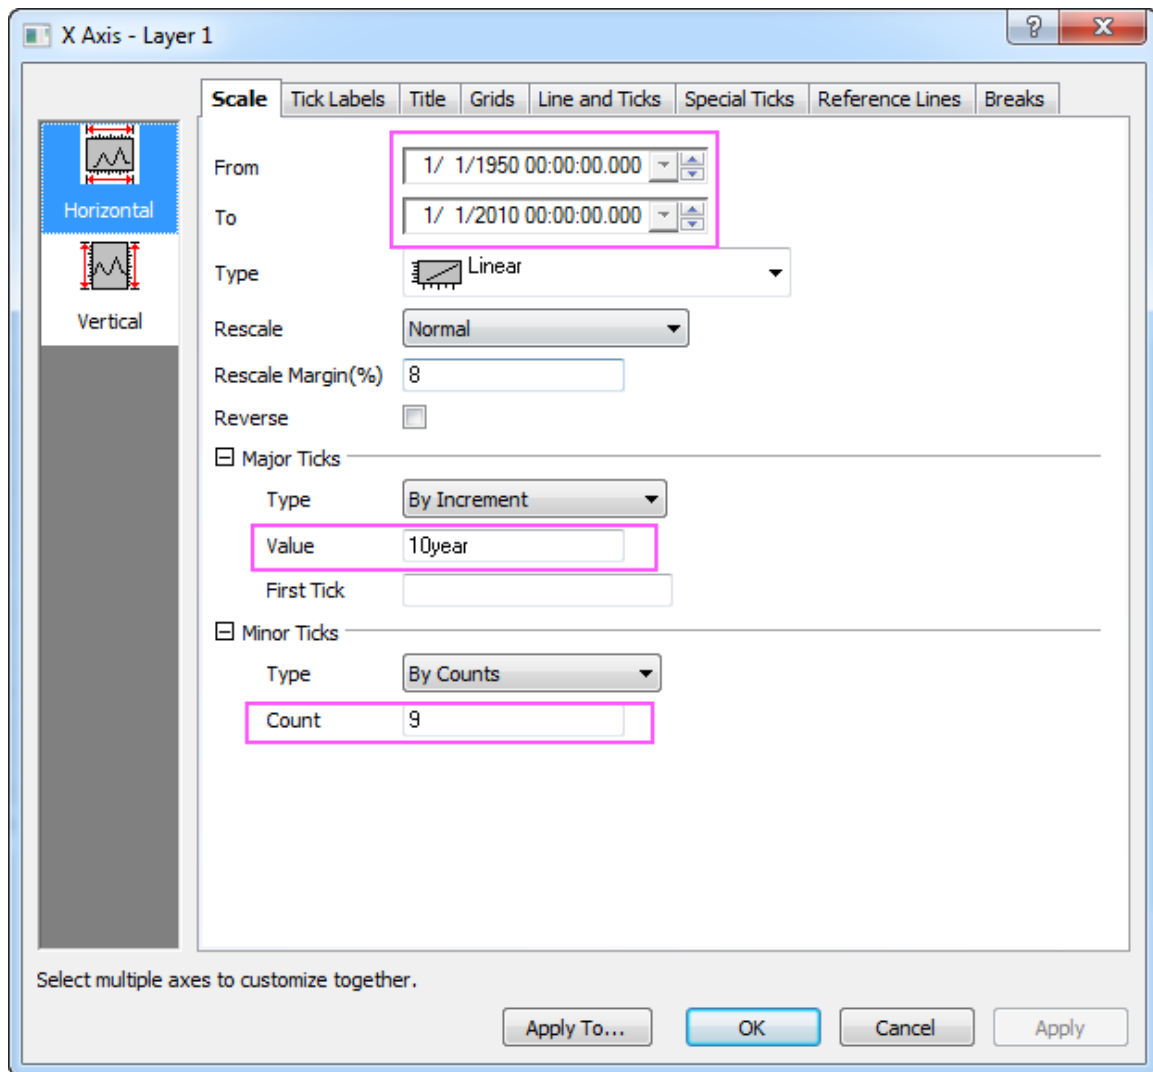 X Axis - Layer 1
Scale Tick Labels Title Grids Line and Ticks Special Ticks Reference Lines Breaks
Horizontal
Vertical
From 1/ 1/1950 00:00:00.000
To 1/ 1/2010 00:00:00.000
Type Linear
Rescale Normal
Rescale Margin(%) 8
Reverse
Major Ticks
Type By Increment
Value 10year
First Tick
Minor Ticks
Type By Counts
Count 9
Select multiple axes to customize together.
Apply To... OK Cancel Apply